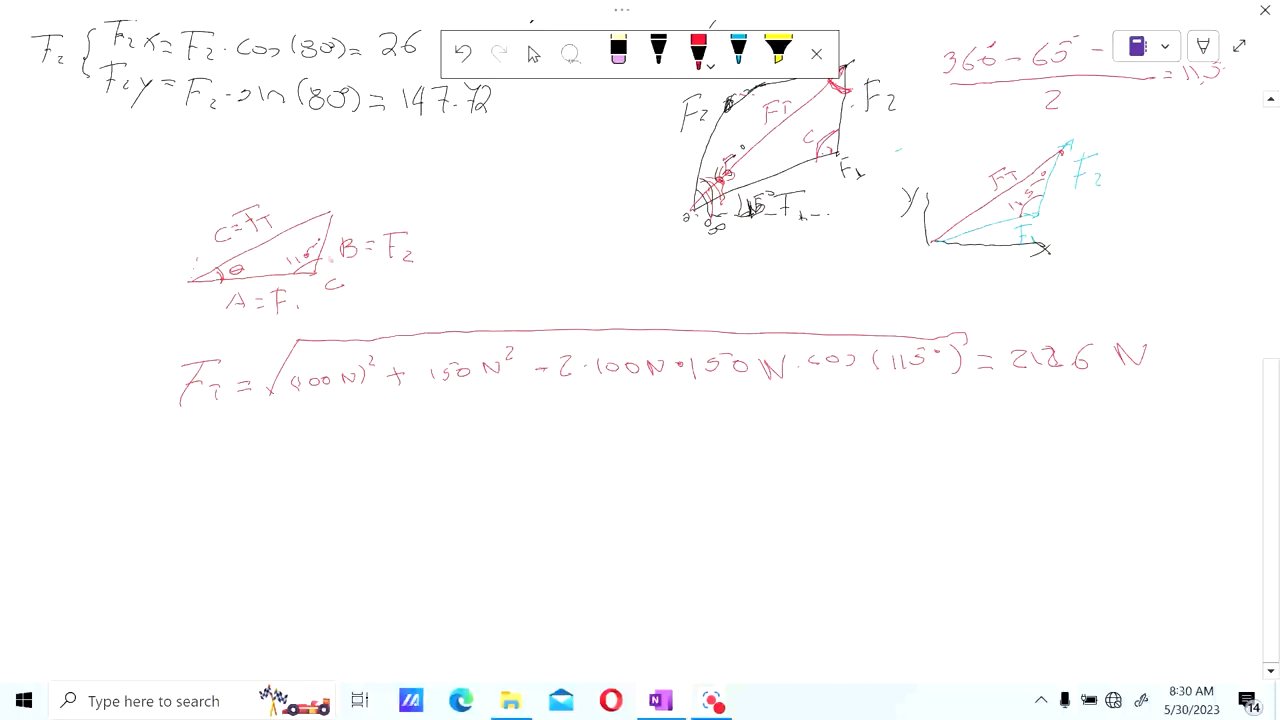 F₂ { F₂x = F₂ · cos(80°) = 26
F₂y = F₂ · sin(80°) = 147.72
360° - 65° -
———— = 115°
2
F₂
FT
F₂
C
F₁
15°
F₁
Y
FT
A
F₂
115°
F₁
X
C = FT
θ
115°
B = F₂
C
A = F₁
FT = √(100 N)² + 150 N² - 2 · 100N · 150 N · cos (115°) = 212.6 N
Type here to search
8:30 AM
5/30/2023
14